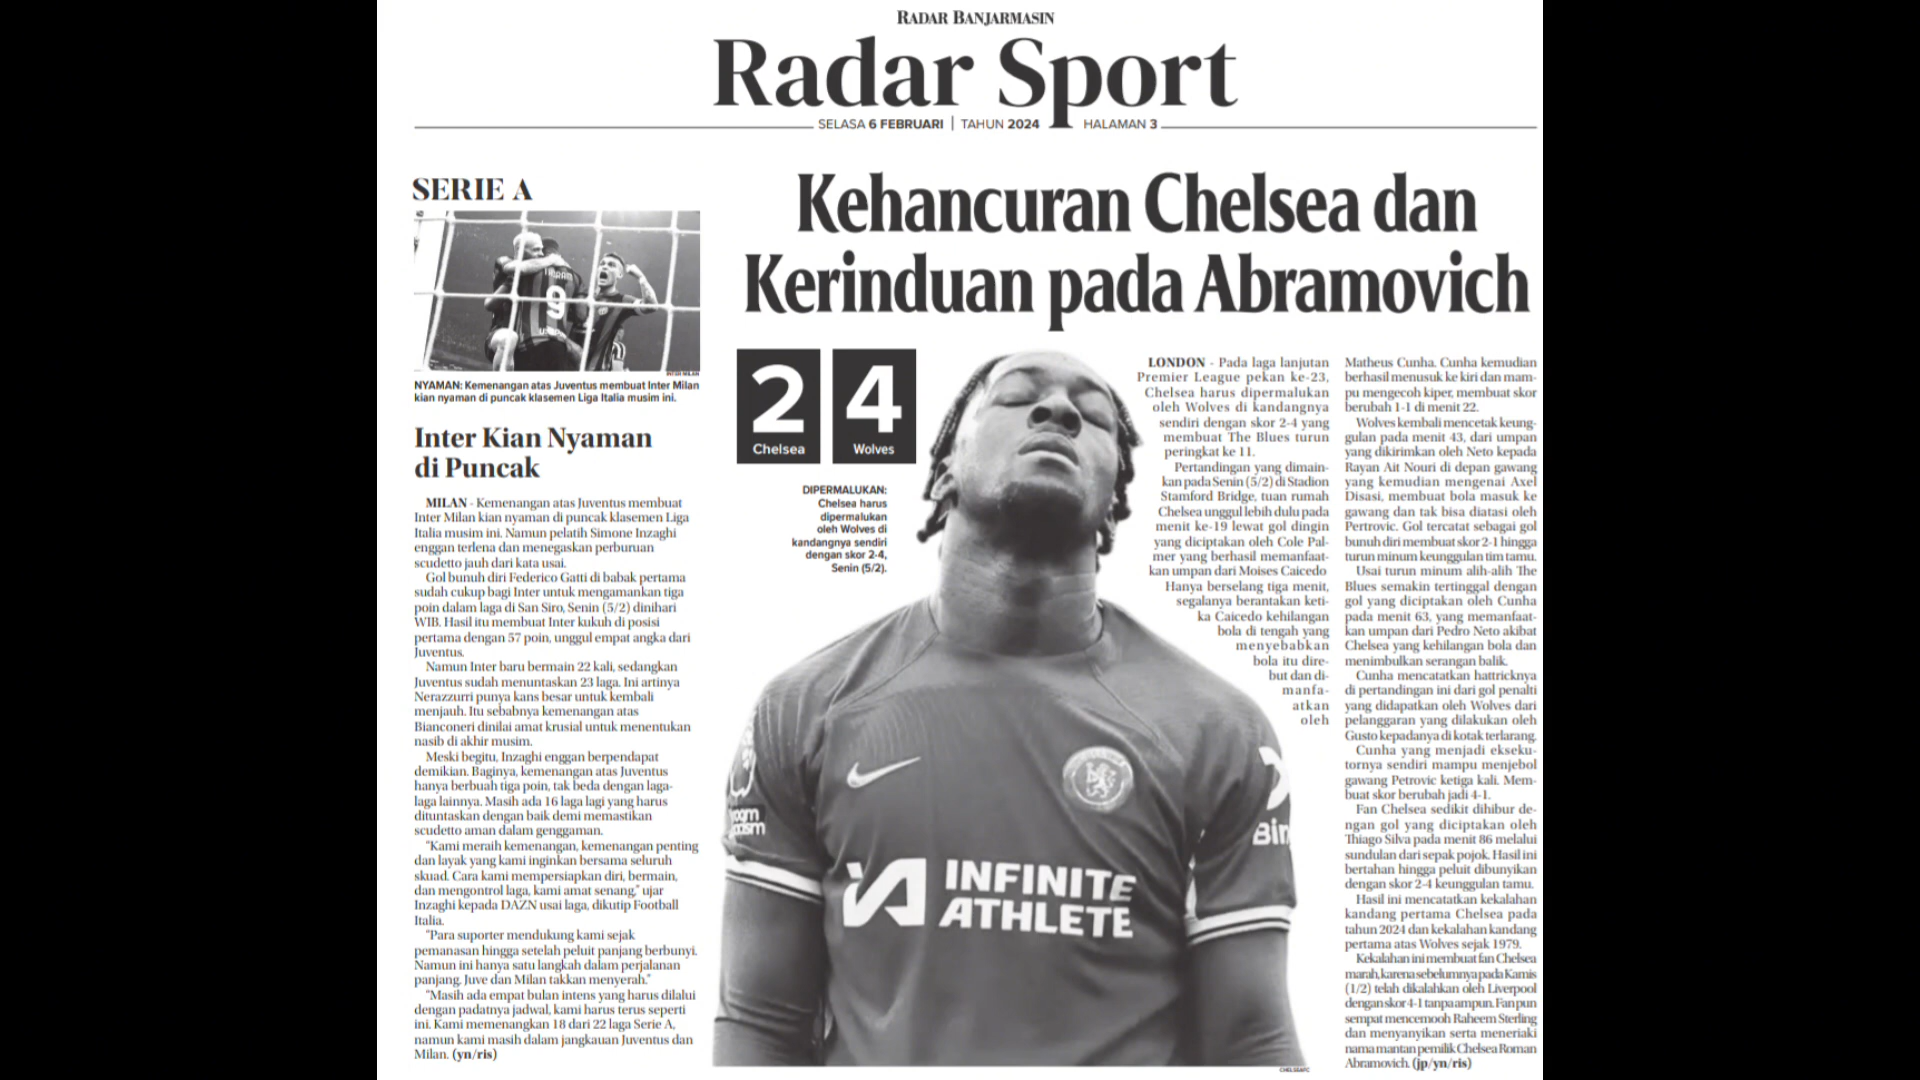 RADAR BANJARMASIN
Radar Sport
SELASA 6 FEBRUARI | TAHUN 2024 HALAMAN 3
SERIE A
INTER MILAN
NYAMAN: Kemenangan atas Juventus membuat Inter Milan
kian nyaman di puncak klasemen Liga Italia musim ini.
Inter Kian Nyaman
di Puncak
MILAN - Kemenangan atas Juventus membuat
Inter Milan kian nyaman di puncak klasemen Liga
Italia musim ini. Namun pelatih Simone Inzaghi
enggan terlena dan menegaskan perburuan
scudetto jauh dari kata usai.
Gol bunuh diri Federico Gatti di babak pertama
sudah cukup bagi Inter untuk mengamankan tiga
poin dalam laga di San Siro, Senin (5/2) dinihari
WIB. Hasil itu membuat Inter kukuh di posisi
pertama dengan 57 poin, unggul empat angka dari
Juventus.
Namun Inter baru bermain 22 kali, sedangkan
Juventus sudah menuntaskan 23 laga. Ini artinya
Nerazzurri punya kans besar untuk kembali
menjauh. Itu sebabnya kemenangan atas
Bianconeri dinilai amat krusial untuk menentukan
nasib di akhir musim.
Meski begitu, Inzaghi enggan berpendapat
demikian. Baginya, kemenangan atas Juventus
hanya berbuah tiga poin, tak beda dengan laga-
laga lainnya. Masih ada 16 laga lagi yang harus
dituntaskan dengan baik demi memastikan
scudetto aman dalam genggaman.
"Kami meraih kemenangan, kemenangan penting
dan layak yang kami inginkan bersama seluruh
skuad. Cara kami mempersiapkan diri, bermain,
dan mengontrol laga, kami amat senang," ujar
Inzaghi kepada DAZN usai laga, dikutip Football
Italia.
"Para suporter mendukung kami sejak
pemanasan hingga setelah peluit panjang berbunyi.
Namun ini hanya satu langkah dalam perjalanan
panjang. Juve dan Milan takkan menyerah."
"Masih ada empat bulan intens yang harus dilalui
dengan padatnya jadwal, kami harus terus seperti
ini. Kami memenangkan 18 dari 22 laga Serie A,
namun kami masih dalam jangkauan Juventus dan
Milan. (yn/ris)
Kehancuran Chelsea dan
Kerinduan pada Abramovich
2 4
Chelsea Wolves
DIPERMALUKAN:
Chelsea harus
dipermalukan
oleh Wolves di
kandangnya sendiri
dengan skor 2-4,
Senin (5/2).
INFINITE
ATHLETE
CHELSEAFC
LONDON - Pada laga lanjutan
Premier League pekan ke-23,
Chelsea harus dipermalukan
oleh Wolves di kandangnya
sendiri dengan skor 2-4 yang
membuat The Blues turun
peringkat ke 11.
Pertandingan yang dimain-
kan pada Senin (5/2) di Stadion
Stamford Bridge, tuan rumah
Chelsea unggul lebih dulu pada
menit ke-19 lewat gol dingin
yang diciptakan oleh Cole Pal-
mer yang berhasil memanfaat-
kan umpan dari Moises Caicedo
Hanya berselang tiga menit,
segalanya berantakan keti-
ka Caicedo kehilangan
bola di tengah yang
menyebabkan
bola itu dire-
but dan di-
manfa-
atkan
oleh
Matheus Cunha. Cunha kemudian
berhasil menusuk ke kiri dan mam-
pu mengecoh kiper, membuat skor
berubah 1-1 di menit 22.
Wolves kembali mencetak keung-
gulan pada menit 43, dari umpan
yang dikirimkan oleh Neto kepada
Rayan Ait Nouri di depan gawang
yang kemudian mengenai Axel
Disasi, membuat bola masuk ke
gawang dan tak bisa diatasi oleh
Pertrovic. Gol tercatat sebagai gol
bunuh diri membuat skor 2-1 hingga
turun minum keunggulan tim tamu.
Usai turun minum alih-alih The
Blues semakin tertinggal dengan
gol yang diciptakan oleh Cunha
pada menit 63, yang memanfaat-
kan umpan dari Pedro Neto akibat
Chelsea yang kehilangan bola dan
menimbulkan serangan balik.
Cunha mencatatkan hattricknya
di pertandingan ini dari gol penalti
yang didapatkan oleh Wolves dari
pelanggaran yang dilakukan oleh
Gusto kepadanya di kotak terlarang.
Cunha yang menjadi ekseku-
tornya sendiri mampu menjebol
gawang Petrovic ketiga kali. Mem-
buat skor berubah jadi 4-1.
Fan Chelsea sedikit dihibur de-
ngan gol yang diciptakan oleh
Thiago Silva pada menit 86 melalui
sundulan dari sepak pojok. Hasil ini
bertahan hingga peluit dibunyikan
dengan skor 2-4 keunggulan tamu.
Hasil ini mencatatkan kekalahan
kandang pertama Chelsea pada
tahun 2024 dan kekalahan kandang
pertama atas Wolves sejak 1979.
Kekalahan ini membuat fan Chelsea
marah, karena sebelumnya pada Kamis
(1/2) telah dikalahkan oleh Liverpool
dengan skor 4-1 tanpa ampun. Fan pun
sempat mencemooh Raheem Sterling
dan menyanyikan serta meneriaki
nama mantan pemilik Chelsea Roman
Abramovich. (jp/yn/ris)